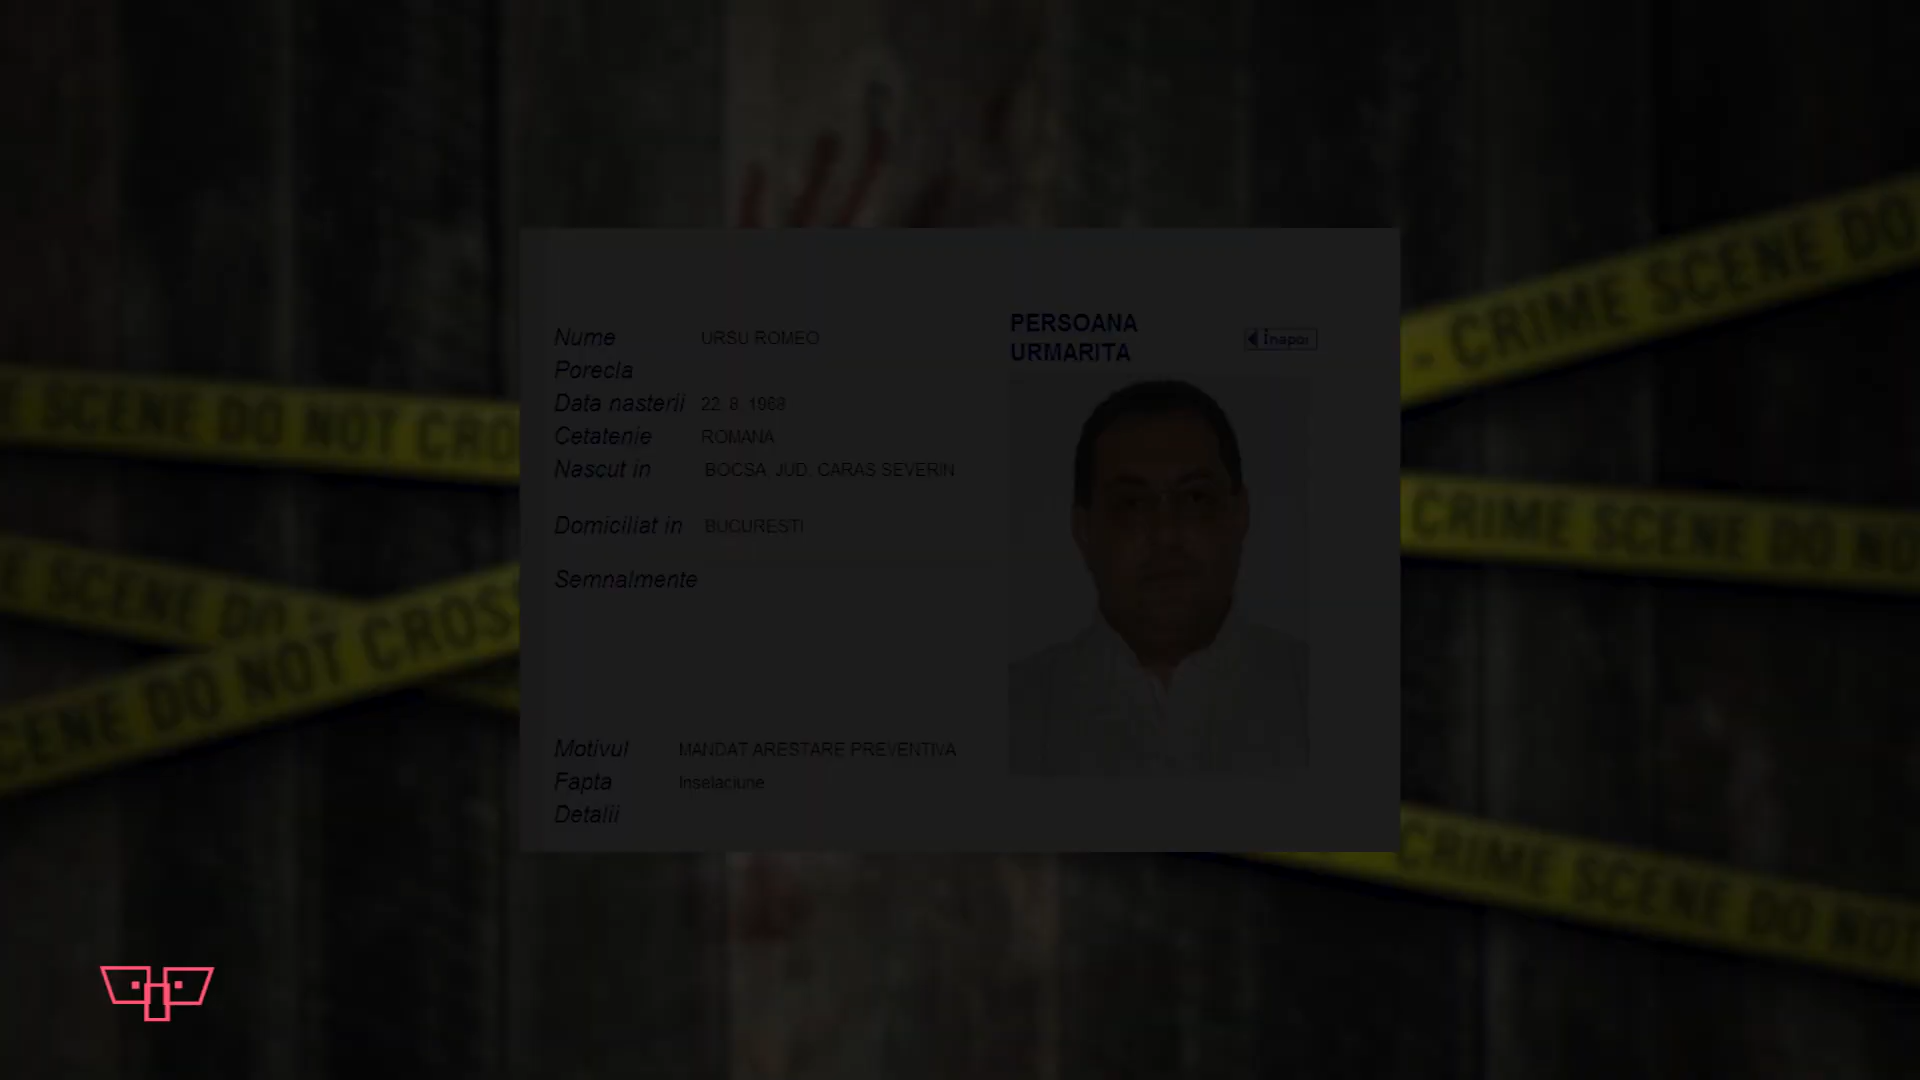 Nume URSU ROMEO
Porecla
Data nasterii 22. 8. 1968
Cetatenie ROMANA
Nascut in BOCSA, JUD. CARAS SEVERIN
Domiciliat in BUCURESTI
Semnalmente
Motivul MANDAT ARESTARE PREVENTIVA
Fapta Inselaciune
Detalii
PERSOANA
URMARITA
Inapoi
E SCENE DO NOT CROS
E SCENE DO
SCENE DO NOT CROSS
- CRIME SCENE DO
CRIME SCENE DO NO
CRIME SCENE DO NOT